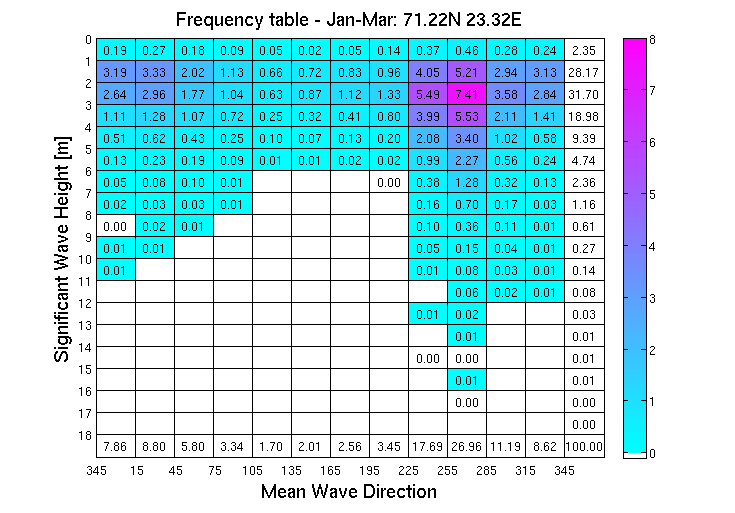 Frequency table - Jan-Mar: 71.22N 23.32E
0
0.19 0.27 0.18 0.09 0.05 0.02 0.05 0.14 0.37 0.46 0.28 0.24 2.35
1
3.19 3.33 2.02 1.13 0.66 0.72 0.83 0.96 4.05 5.21 2.94 3.13 28.17
2
2.64 2.96 1.77 1.04 0.63 0.87 1.12 1.33 5.49 7.41 3.58 2.84 31.70
3
1.11 1.28 1.07 0.72 0.25 0.32 0.41 0.80 3.99 5.53 2.11 1.41 18.98
4
0.51 0.62 0.43 0.25 0.10 0.07 0.13 0.20 2.08 3.40 1.02 0.58 9.39
5
0.13 0.23 0.19 0.09 0.01 0.01 0.02 0.02 0.99 2.27 0.56 0.24 4.74
6
0.05 0.08 0.10 0.01 0.00 0.38 1.28 0.32 0.13 2.36
7
0.02 0.03 0.03 0.01 0.16 0.70 0.17 0.03 1.16
8
0.00 0.02 0.01 0.10 0.36 0.11 0.01 0.61
9
0.01 0.01 0.05 0.15 0.04 0.01 0.27
10
0.01 0.01 0.08 0.03 0.01 0.14
11
0.06 0.02 0.01 0.08
12
0.01 0.02 0.03
13
0.01 0.01
14
0.00 0.00 0.01
15
0.01 0.01
16
0.00 0.00
17
0.00
18
7.86 8.80 5.80 3.34 1.70 2.01 2.56 3.45 17.69 26.96 11.19 8.62 100.00
345 15 45 75 105 135 165 195 225 255 285 315 345
Mean Wave Direction
Significant Wave Height [m]
8
7
6
5
4
3
2
1
0